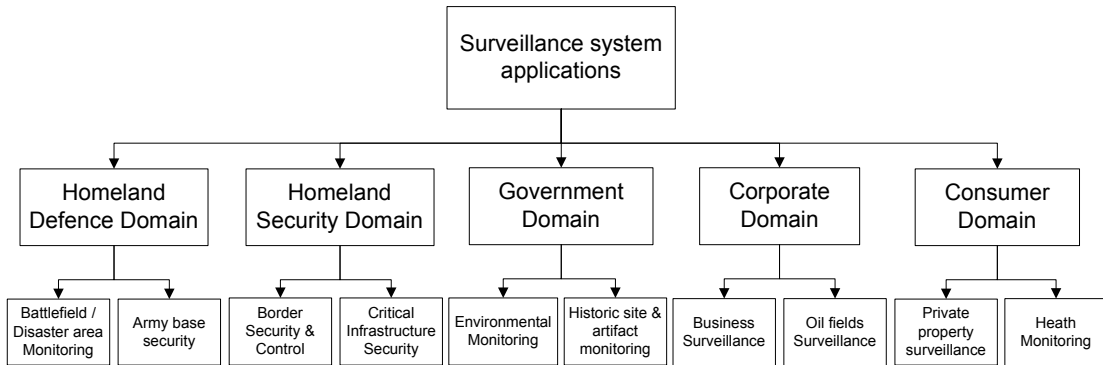 Surveillance system
applications
Homeland
Defence Domain
Homeland
Security Domain
Government
Domain
Corporate
Domain
Consumer
Domain
Battlefield /
Disaster area
Monitoring
Army base
security
Border
Security &
Control
Critical
Infrastructure
Security
Environmental
Monitoring
Historic site &
artifact
monitoring
Business
Surveillance
Oil fields
Surveillance
Private
property
surveillance
Heath
Monitoring